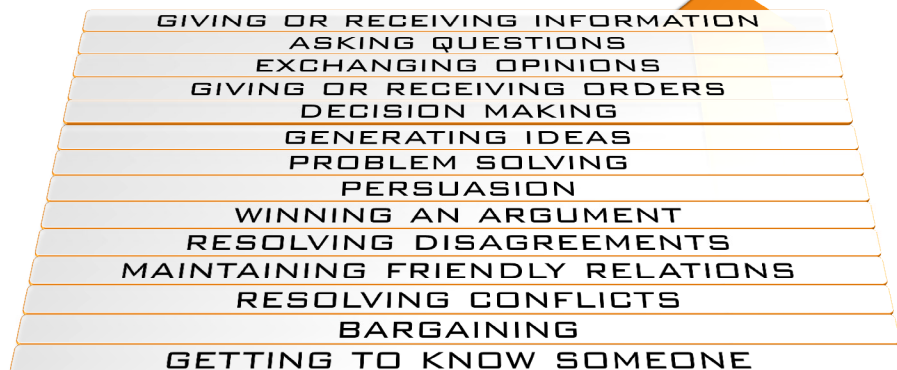 GIVING OR RECEIVING INFORMATION
ASKING QUESTIONS
EXCHANGING OPINIONS
GIVING OR RECEIVING ORDERS
DECISION MAKING
GENERATING IDEAS
PROBLEM SOLVING
PERSUASION
WINNING AN ARGUMENT
RESOLVING DISAGREEMENTS
MAINTAINING FRIENDLY RELATIONS
RESOLVING CONFLICTS
BARGAINING
GETTING TO KNOW SOMEONE